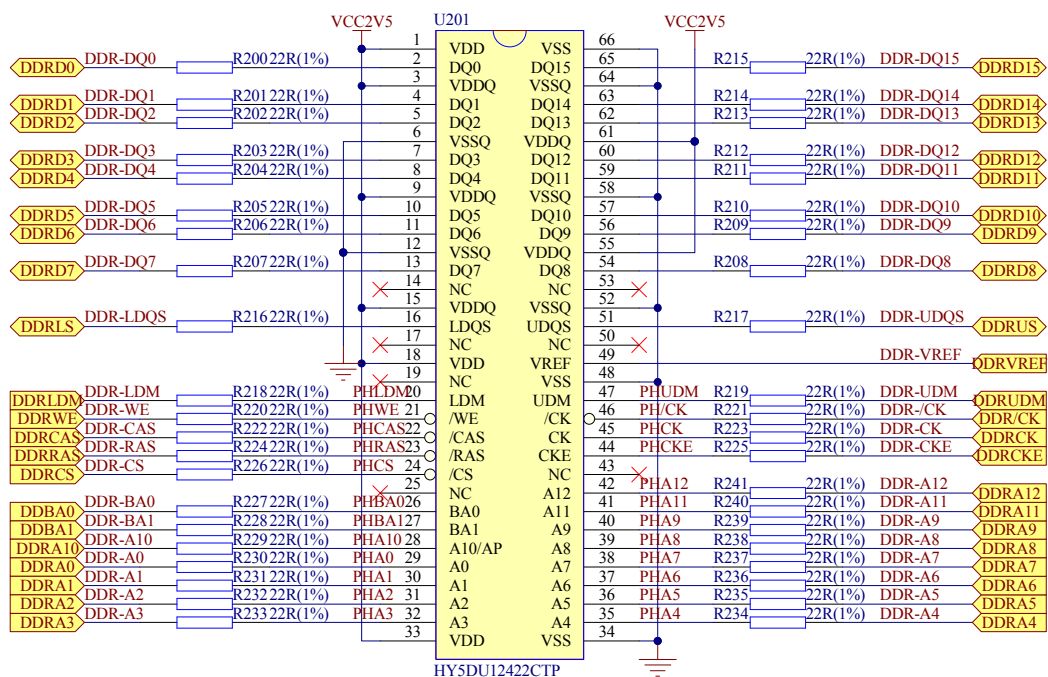 VCC2V5 U201 VCC2V5
1 VDD VSS 66
DDRD0 DDR-DQ0 R200 22R(1%) 2 DQ0 DQ15 65 R215 22R(1%) DDR-DQ15 DDRD15
3 VDDQ VSSQ 64
DDRD1 DDR-DQ1 R201 22R(1%) 4 DQ1 DQ14 63 R214 22R(1%) DDR-DQ14 DDRD14
DDRD2 DDR-DQ2 R202 22R(1%) 5 DQ2 DQ13 62 R213 22R(1%) DDR-DQ13 DDRD13
6 VSSQ VDDQ 61
DDRD3 DDR-DQ3 R203 22R(1%) 7 DQ3 DQ12 60 R212 22R(1%) DDR-DQ12 DDRD12
DDRD4 DDR-DQ4 R204 22R(1%) 8 DQ4 DQ11 59 R211 22R(1%) DDR-DQ11 DDRD11
9 VDDQ VSSQ 58
DDRD5 DDR-DQ5 R205 22R(1%) 10 DQ5 DQ10 57 R210 22R(1%) DDR-DQ10 DDRD10
DDRD6 DDR-DQ6 R206 22R(1%) 11 DQ6 DQ9 56 R209 22R(1%) DDR-DQ9 DDRD9
12 VSSQ VDDQ 55
DDRD7 DDR-DQ7 R207 22R(1%) 13 DQ7 DQ8 54 R208 22R(1%) DDR-DQ8 DDRD8
14 NC NC 53
15 VDDQ VSSQ 52
DDRLS DDR-LDQS R216 22R(1%) 16 LDQS UDQS 51 R217 22R(1%) DDR-UDQS DDRUS
17 NC NC 50
18 VDD VREF 49 DDR-VREF DDRVREF
19 NC VSS 48
DDRLDM DDR-LDM R218 22R(1%) PHLDM 20 LDM UDM 47 PHUDM R219 22R(1%) DDR-UDM DDRUDM
DDRWE DDR-WE R220 22R(1%) PHWE 21 /WE /CK 46 PH/CK R221 22R(1%) DDR-/CK DDR/CK
DDRCAS DDR-CAS R222 22R(1%) PHCAS 22 /CAS CK 45 PHCK R223 22R(1%) DDR-CK DDRCK
DDRRAS DDR-RAS R224 22R(1%) PHRAS 23 /RAS CKE 44 PHCKE R225 22R(1%) DDR-CKE DDRCKE
DDRCS DDR-CS R226 22R(1%) PHCS 24 /CS NC 43
25 NC A12 42 PHA12 R241 22R(1%) DDR-A12 DDRA12
DDBA0 DDR-BA0 R227 22R(1%) PHBA0 26 BA0 A11 41 PHA11 R240 22R(1%) DDR-A11 DDRA11
DDBA1 DDR-BA1 R228 22R(1%) PHBA1 27 BA1 A9 40 PHA9 R239 22R(1%) DDR-A9 DDRA9
DDRA10 DDR-A10 R229 22R(1%) PHA10 28 A10/AP A8 39 PHA8 R238 22R(1%) DDR-A8 DDRA8
DDRA0 DDR-A0 R230 22R(1%) PHA0 29 A0 A7 38 PHA7 R237 22R(1%) DDR-A7 DDRA7
DDRA1 DDR-A1 R231 22R(1%) PHA1 30 A1 A6 37 PHA6 R236 22R(1%) DDR-A6 DDRA6
DDRA2 DDR-A2 R232 22R(1%) PHA2 31 A2 A5 36 PHA5 R235 22R(1%) DDR-A5 DDRA5
DDRA3 DDR-A3 R233 22R(1%) PHA3 32 A3 A4 35 PHA4 R234 22R(1%) DDR-A4 DDRA4
33 VDD VSS 34
HY5DU12422CTP